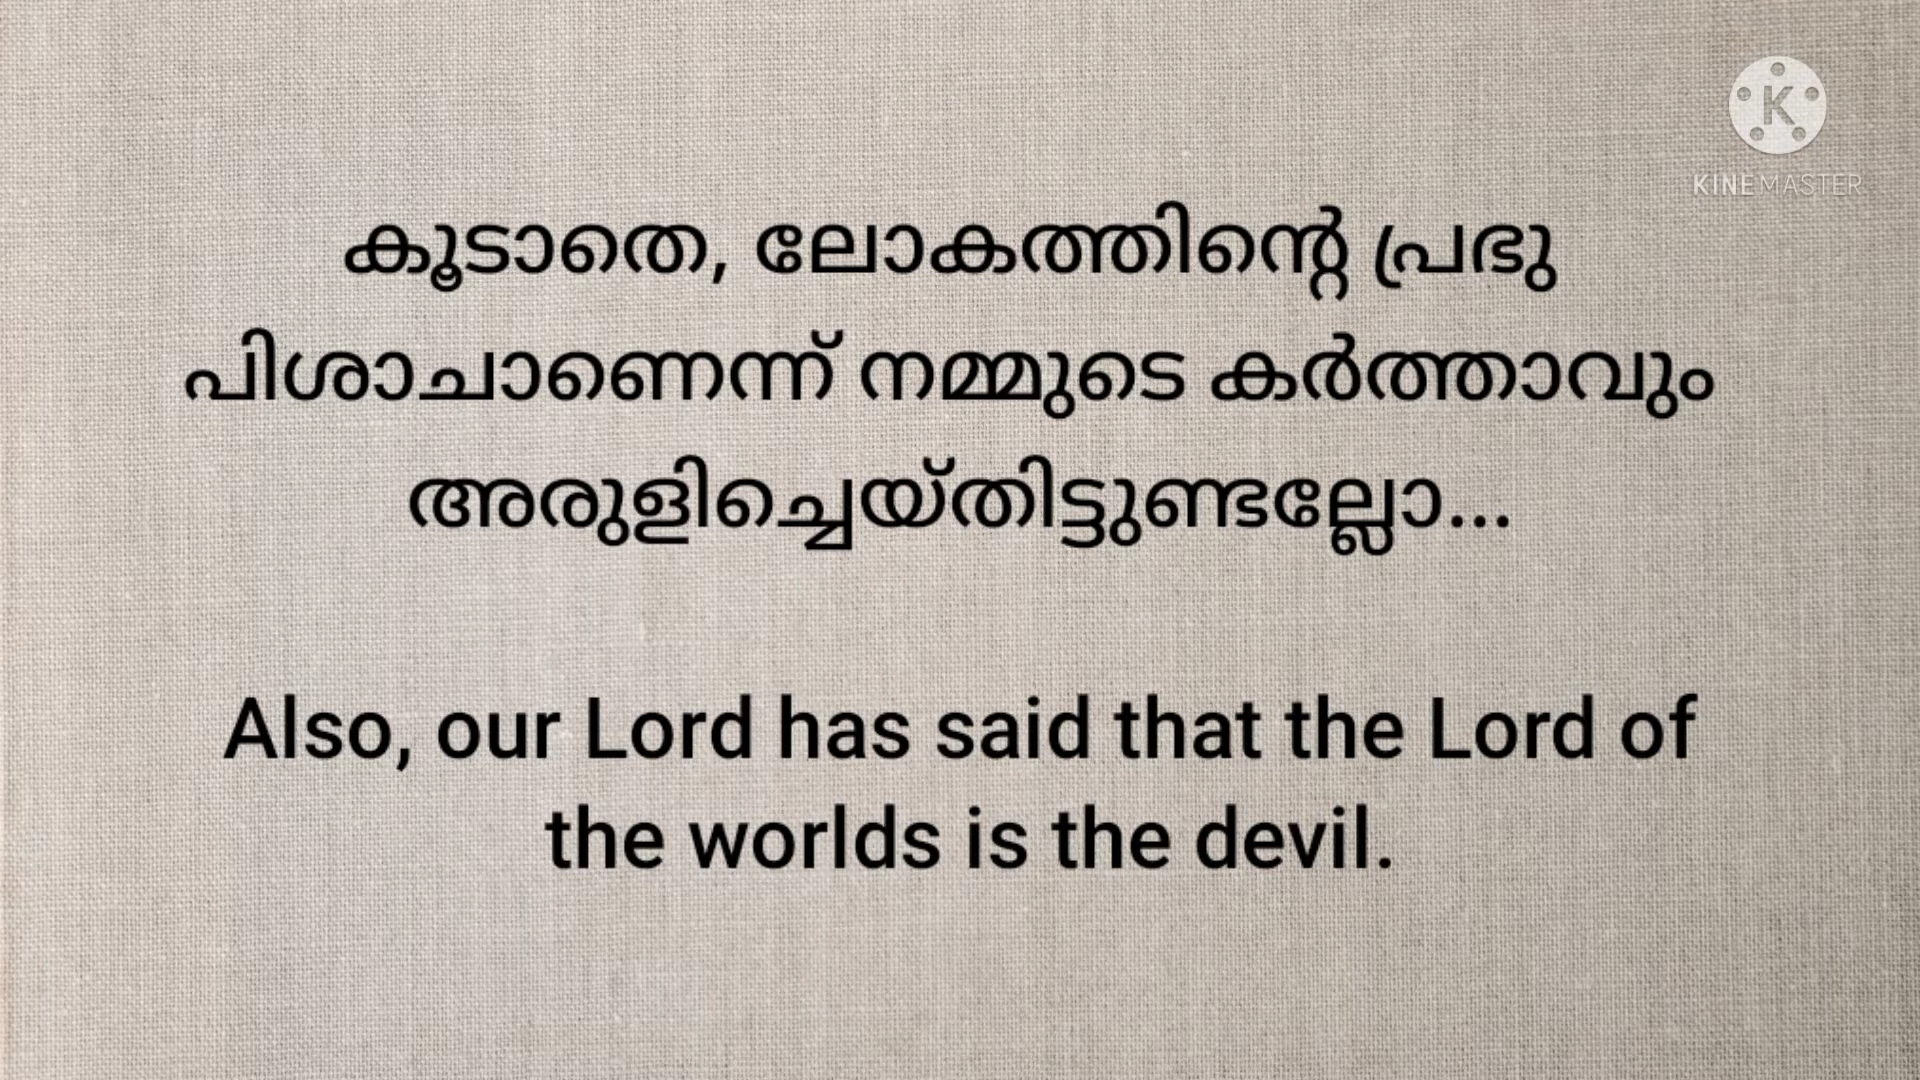 KINEMASTER
കൂടാതെ, ലോകത്തിന്റെ പ്രഭു
പിശാചാണെന്ന് നമ്മുടെ കർത്താവും
അരുളിച്ചെയ്തിട്ടുണ്ടല്ലോ...
Also, our Lord has said that the Lord of
the worlds is the devil.